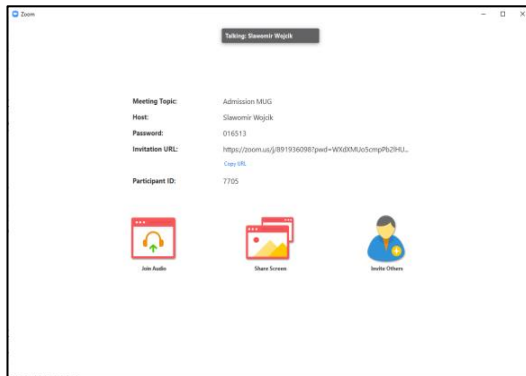 Zoom
Talking: Slawomir Wojcik
Meeting Topic: Admission MUG
Host: Slawomir Wojcik
Password: 016513
Invitation URL: https://zoom.us/j/891936098?pwd=WXdXMUo5cmpPb2lHU...
Copy URL
Participant ID: 7705
Join Audio Share Screen Invite Others